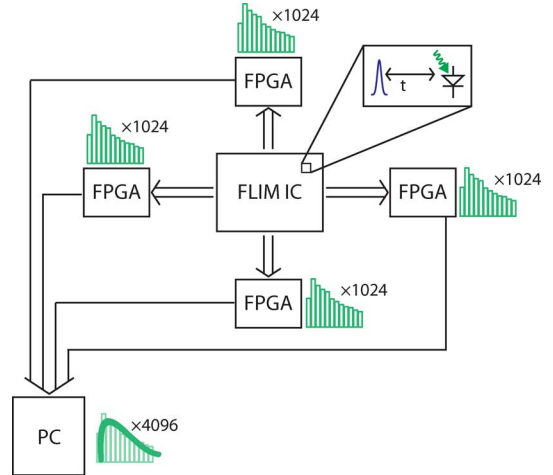 ×1024
FPGA
t
×1024
FPGA
FLIM IC
FPGA
×1024
FPGA
×1024
PC
×4096